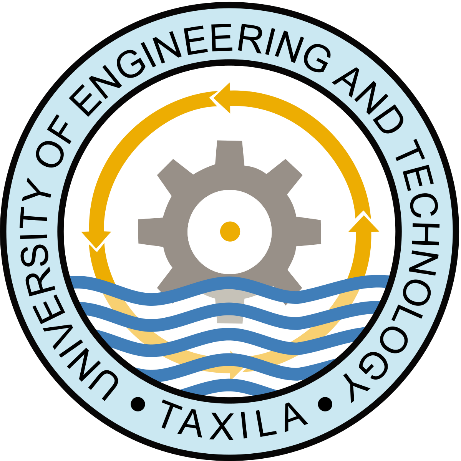 UNIVERSITY OF ENGINEERING AND TECHNOLOGY
• TAXILA •